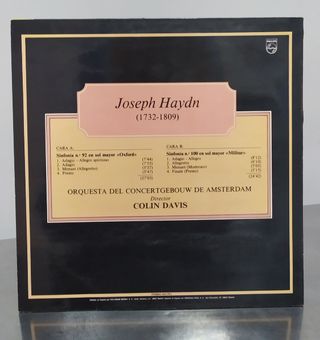 PHILIPS
Joseph Haydn
(1732-1809)
CARA A:
Sinfonía n.º 92 en sol mayor «Oxford»
1. Adagio - Allegro spiritoso
2. Adagio
3. Menuet (Allegretto)
4. Finale
CARA B:
Sinfonía n.º 100 en sol mayor «Militar»
1. Adagio - Allegro
2. Allegretto
3. Menuet (Moderato)
4. Finale (Presto)
ORQUESTA DEL CONCERTGEBOUW DE AMSTERDAM
Director
COLIN DAVIS